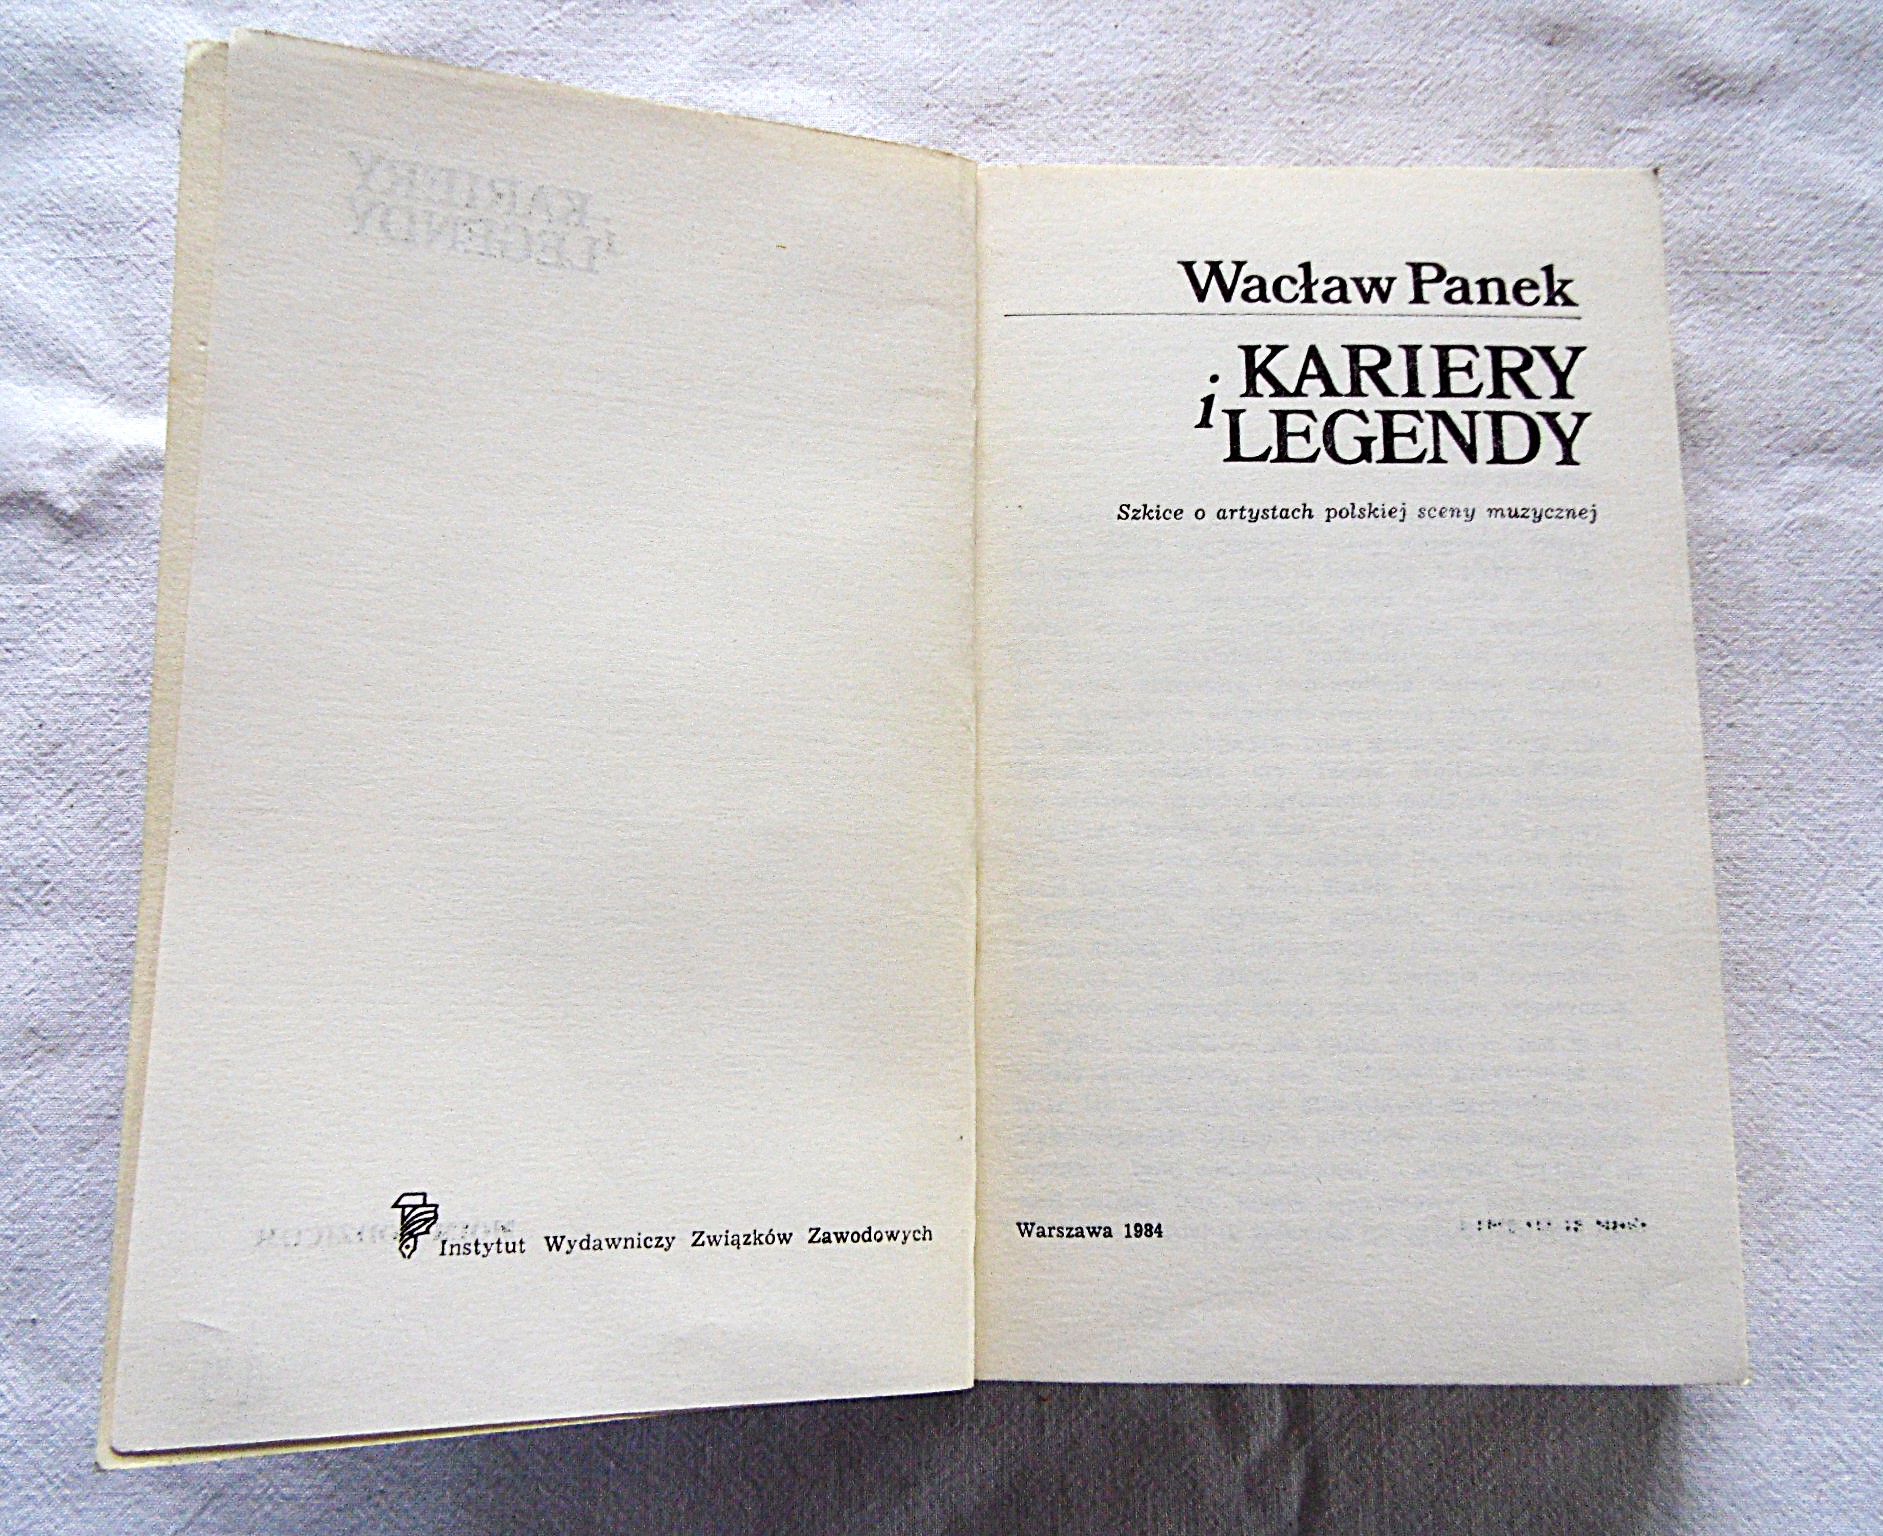 Instytut Wydawniczy Związków Zawodowych
Wacław Panek
KARIERY
i LEGENDY
Szkice o artystach polskiej sceny muzycznej
Warszawa 1984